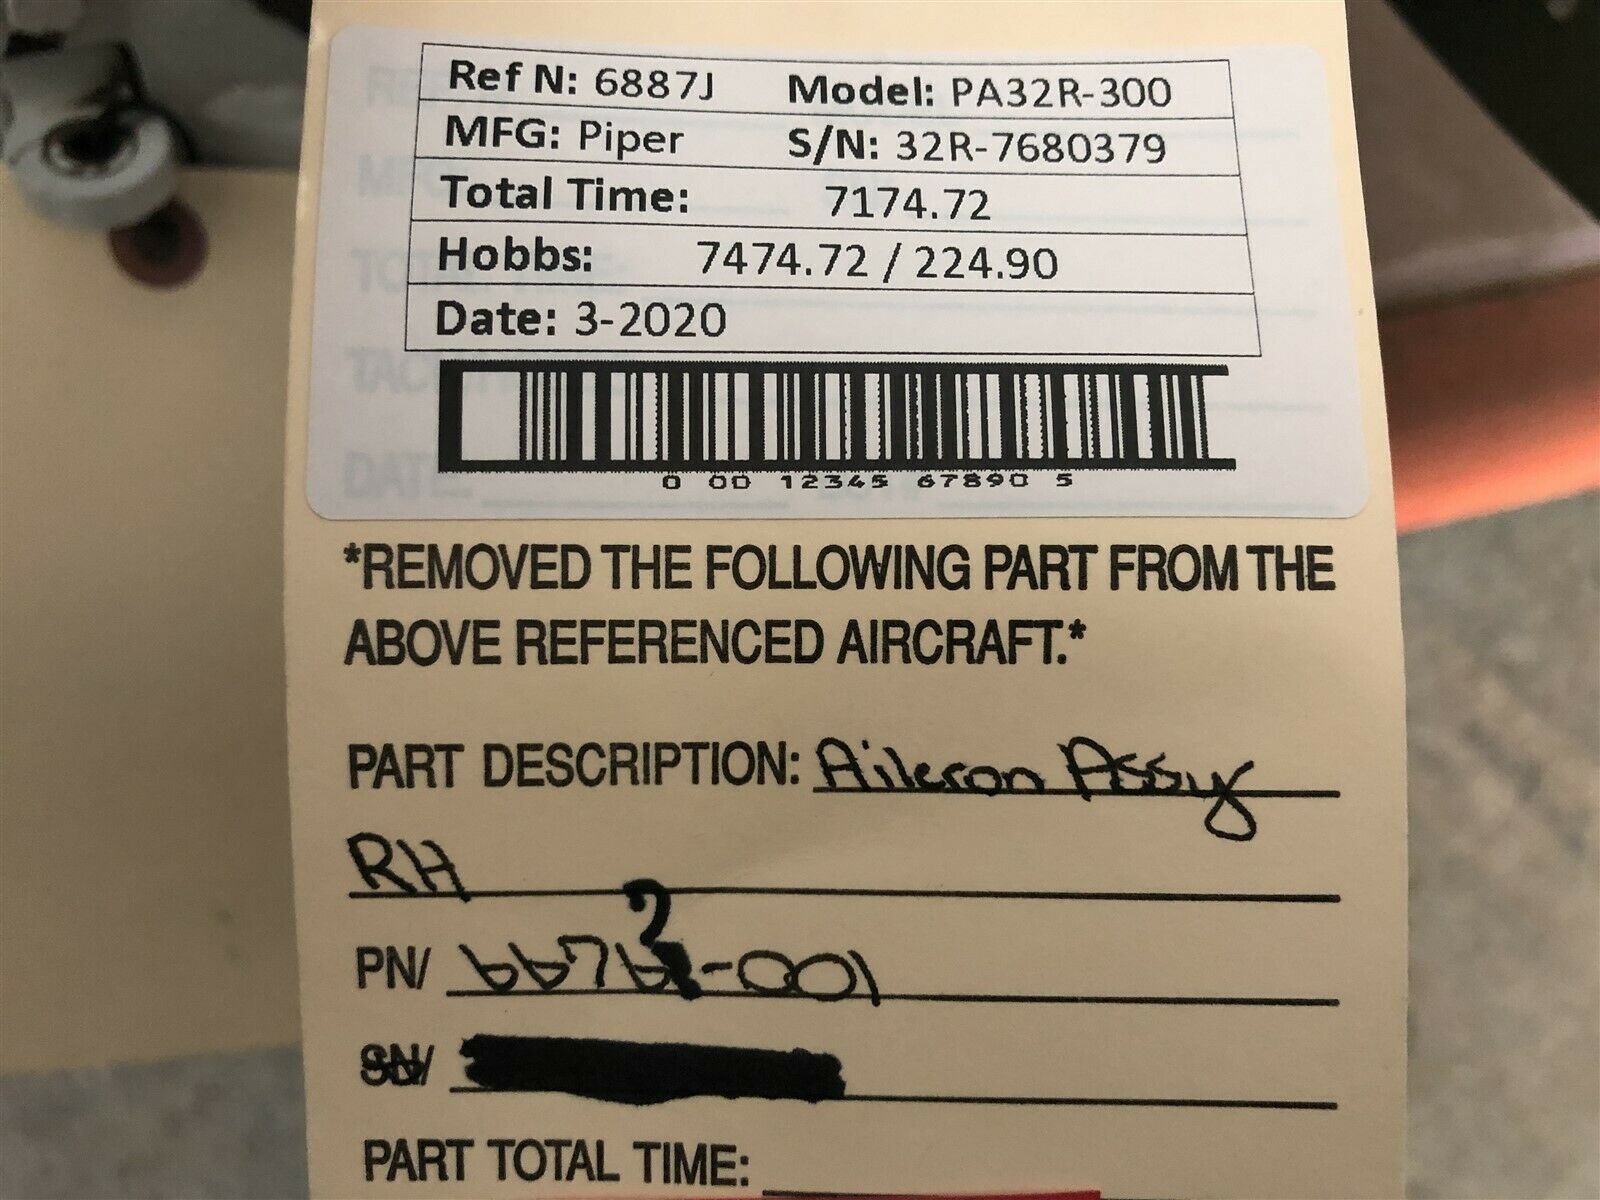 Ref N: 6887J Model: PA32R-300
MFG: Piper S/N: 32R-7680379
Total Time: 7174.72
Hobbs: 7474.72 / 224.90
Date: 3-2020
0 00 12345 67890 5
*REMOVED THE FOLLOWING PART FROM THE
ABOVE REFERENCED AIRCRAFT.*
PART DESCRIPTION: Aileron Assy
RH
PN/
SN/
PART TOTAL TIME: